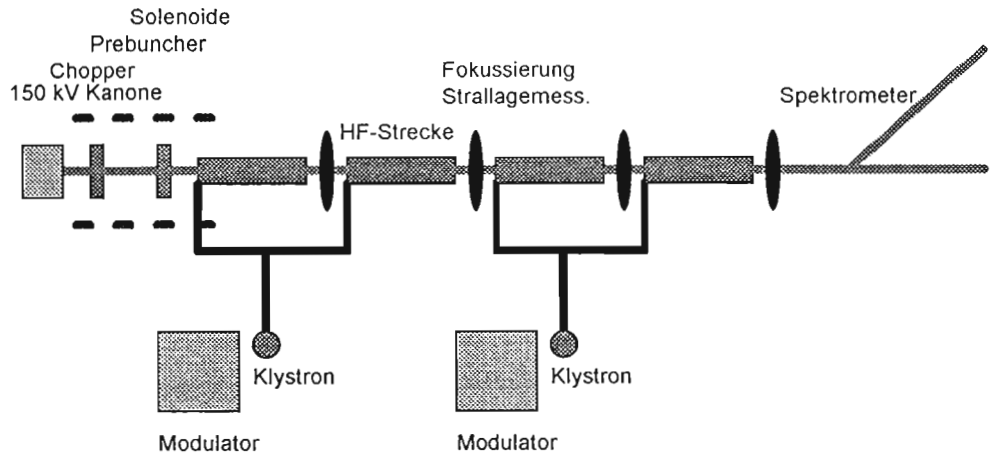 Solenoide
Prebuncher
Chopper
150 kV Kanone
Fokussierung
Strallagemess.
HF-Strecke
Spektrometer
Klystron
Klystron
Modulator
Modulator